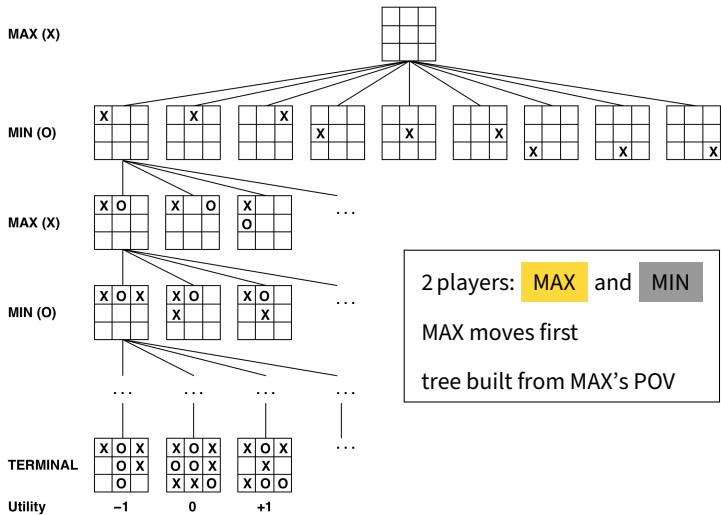 MAX (X)
MIN (O)
X X X X X X X X X
MAX (X)
X O X O X
O
...
MIN (O)
X O X X O X O
X X
...
... ... ... ...
TERMINAL
X O X X O X X O X
O X O O X X
O X X O X O O
...
Utility –1 0 +1
2 players: MAX and MIN
MAX moves first
tree built from MAX’s POV